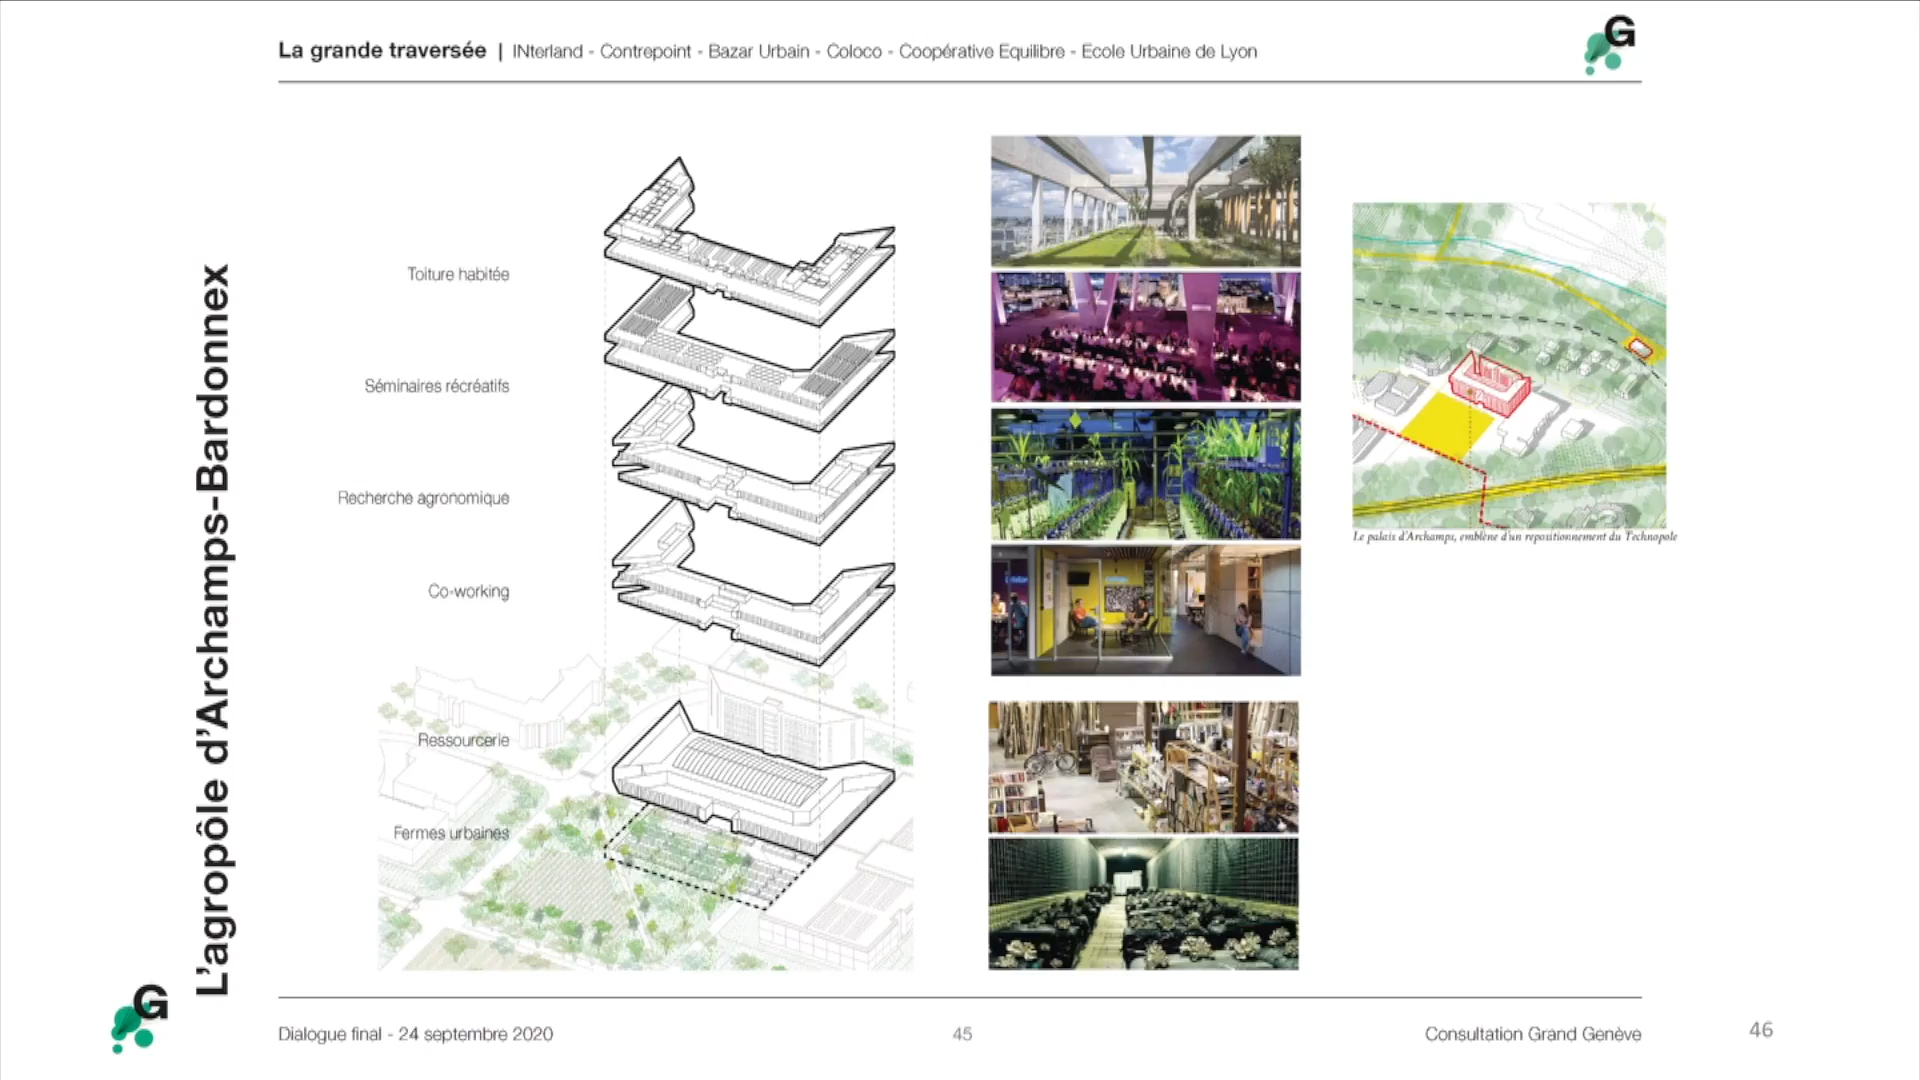 La grande traversée | INterland - Contrepoint - Bazar Urbain - Coloco - Coopérative Equilibre - Ecole Urbaine de Lyon
G
L'agropôle d'Archamps-Bardonnex
Toiture habitée
Séminaires récréatifs
Recherche agronomique
Co-working
Ressourcerie
Fermes urbaines
Le palais d'Archamps, emblène d'un repositionnement du Technopole
G
Dialogue final - 24 septembre 2020
45
Consultation Grand Genève
46